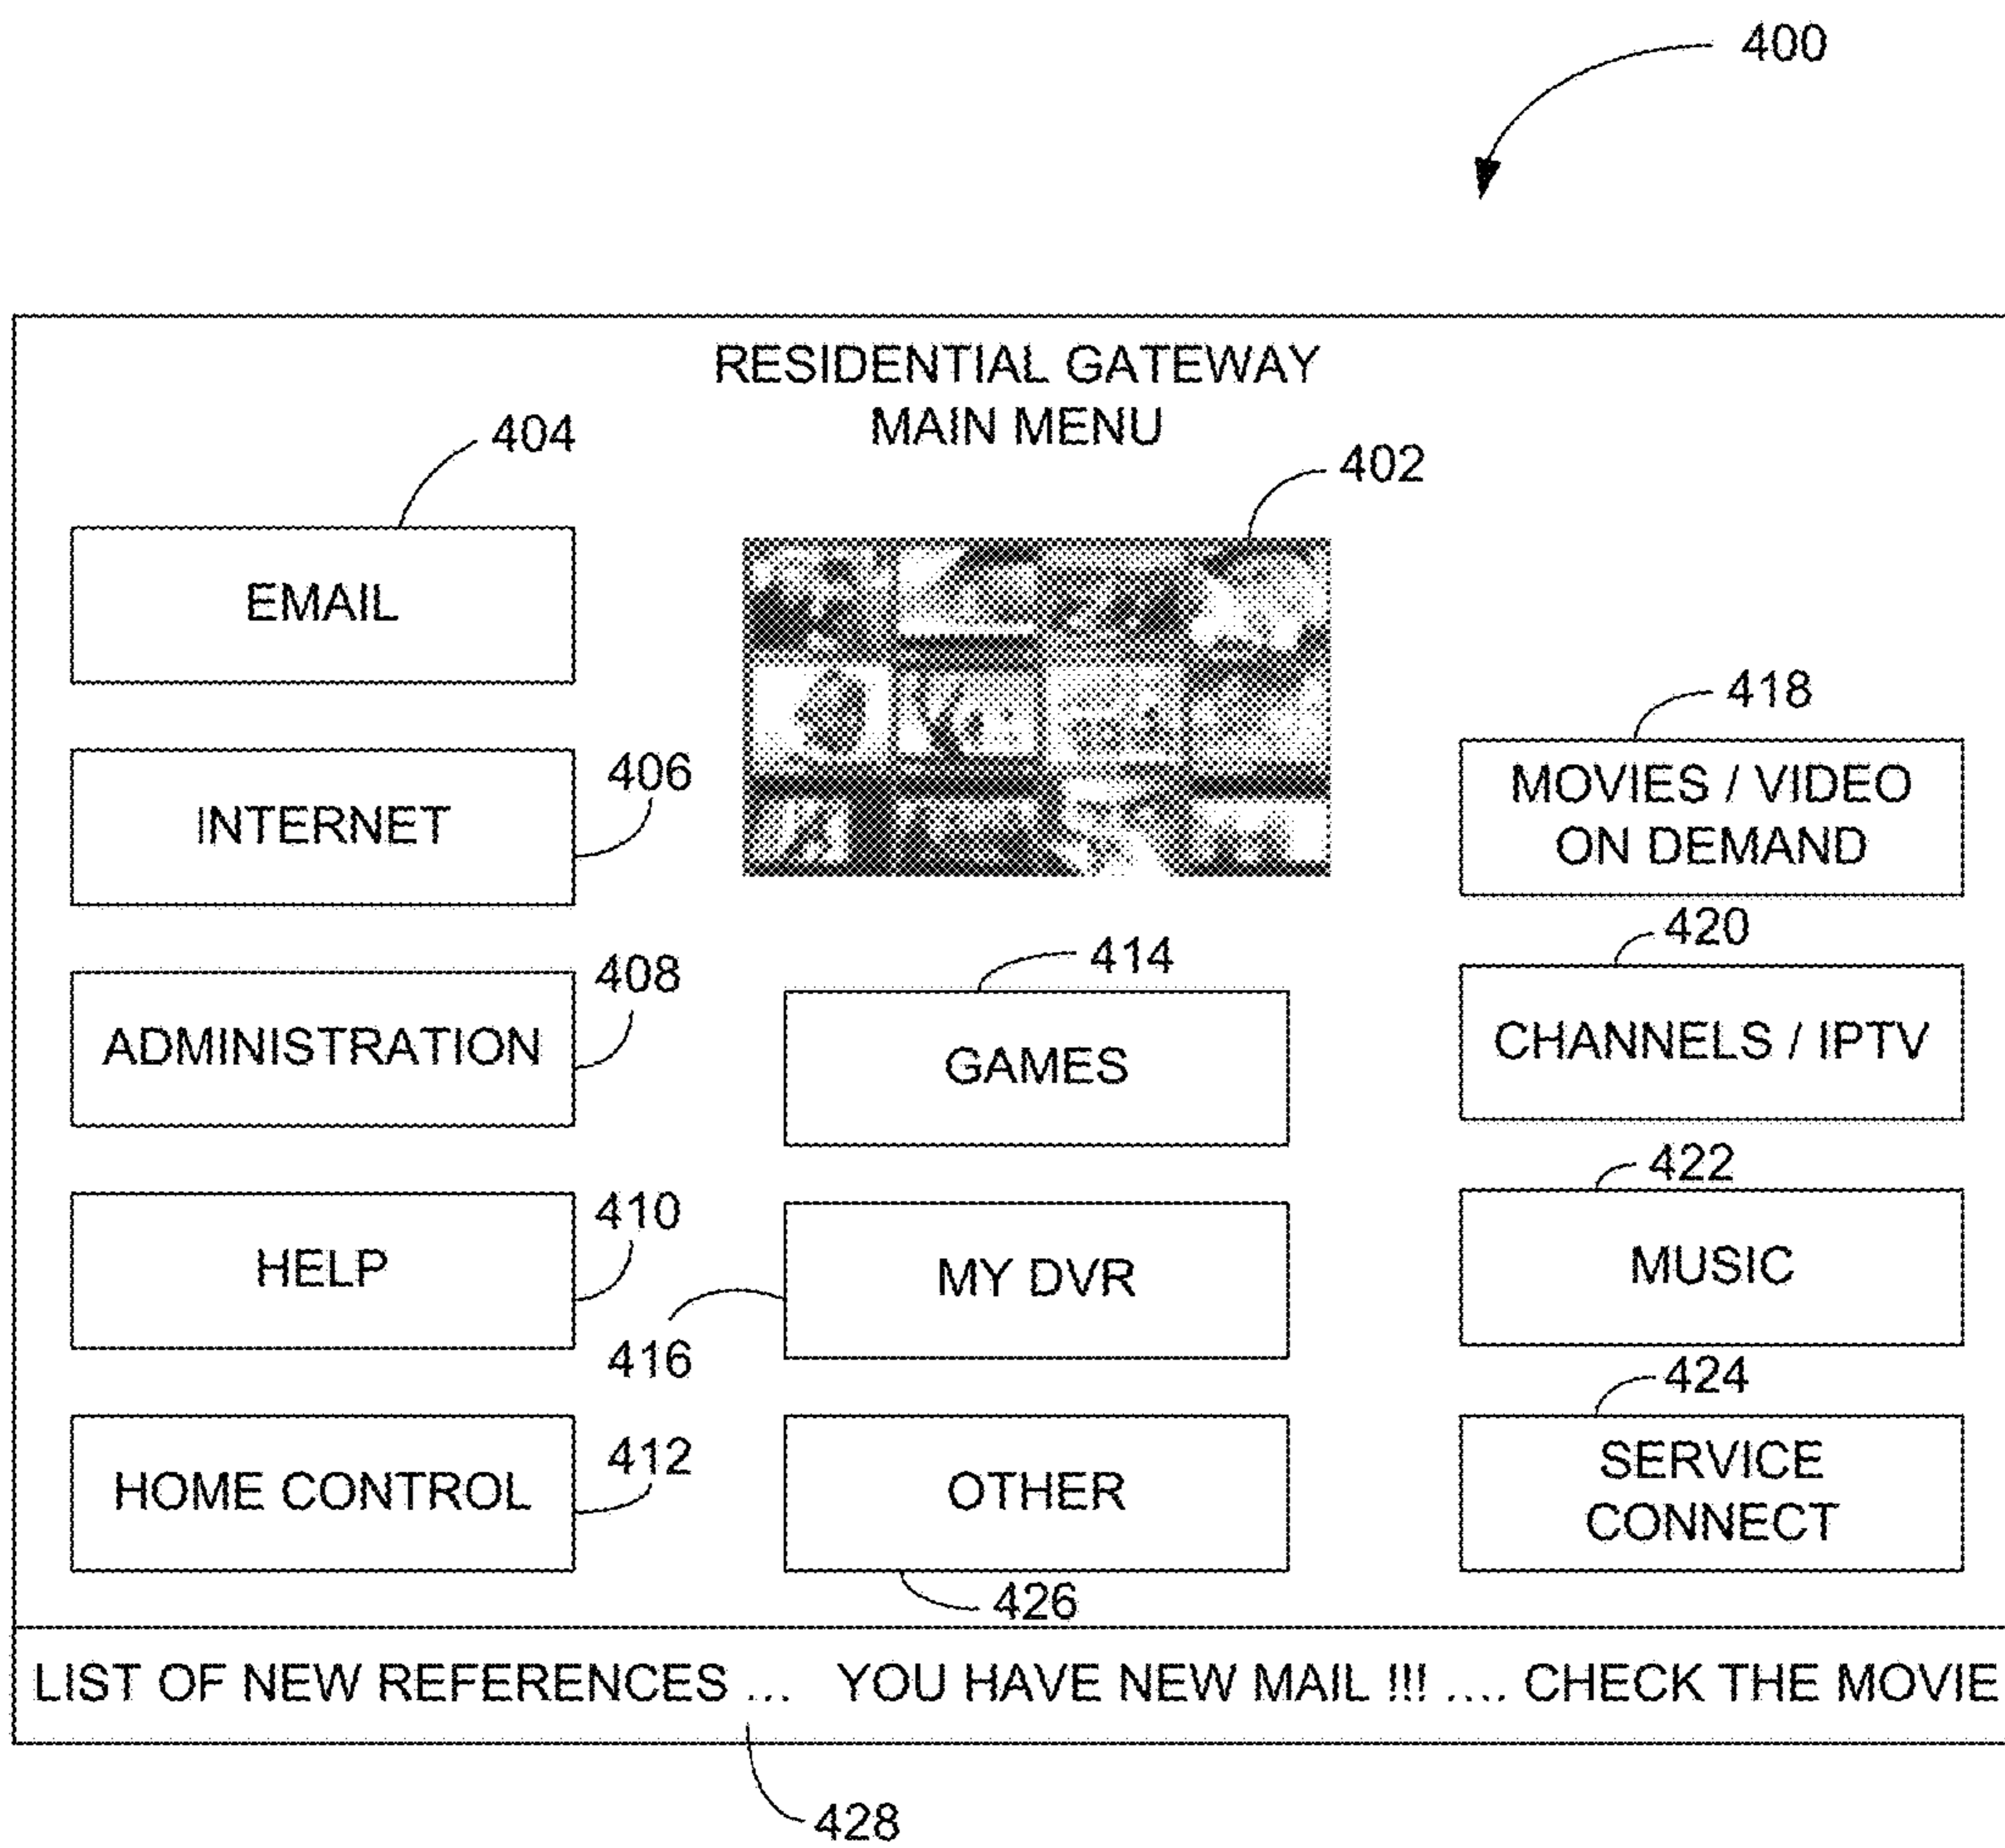 400
RESIDENTIAL GATEWAY
MAIN MENU
404
402
EMAIL
418
INTERNET
406
MOVIES / VIDEO
ON DEMAND
420
414
408
ADMINISTRATION
GAMES
CHANNELS / IPTV
422
410
HELP
MY DVR
MUSIC
416
424
412
HOME CONTROL
OTHER
SERVICE
CONNECT
426
LIST OF NEW REFERENCES ... YOU HAVE NEW MAIL !!! .... CHECK THE MOVIE
428